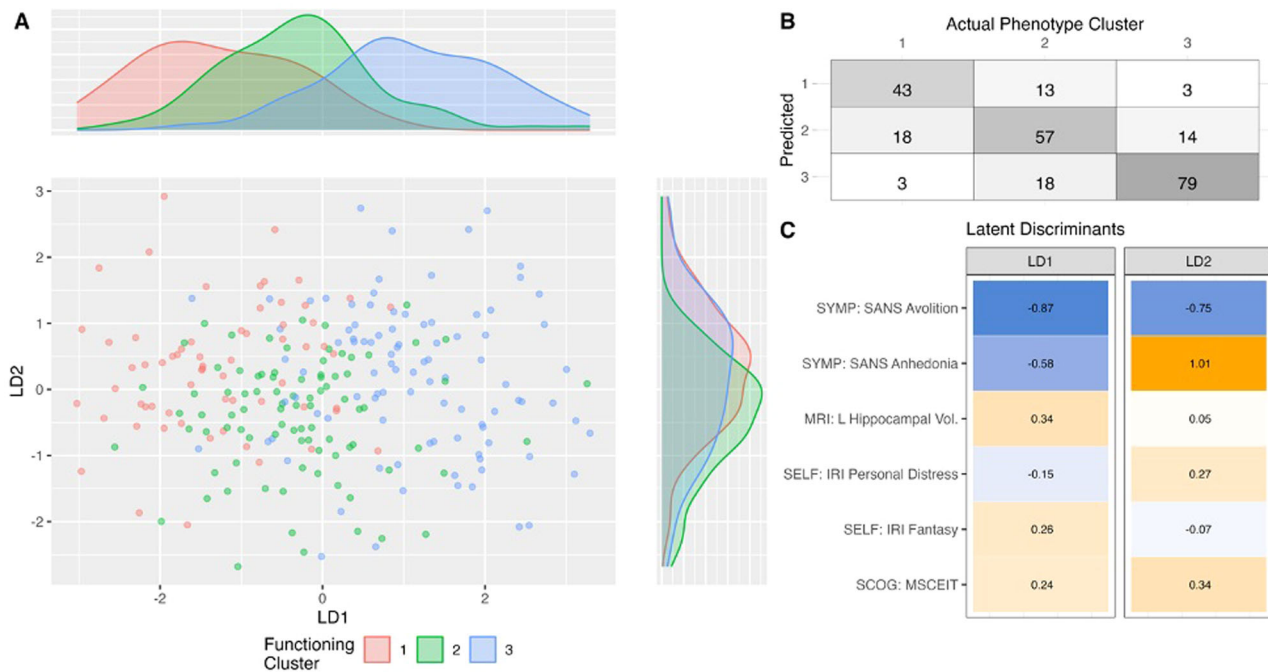 A
3
2
1
0
-1
-2
LD2
-2
0
2
LD1
Functioning
Cluster
1
2
3
B
Actual Phenotype Cluster
1
2
3
Predicted
1
43
13
3
2
18
57
14
3
3
18
79
C
Latent Discriminants
LD1
LD2
SYMP: SANS Avolition
-0.87
-0.75
SYMP: SANS Anhedonia
-0.58
1.01
MRI: L Hippocampal Vol.
0.34
0.05
SELF: IRI Personal Distress
-0.15
0.27
SELF: IRI Fantasy
0.26
-0.07
SCOG: MSCEIT
0.24
0.34